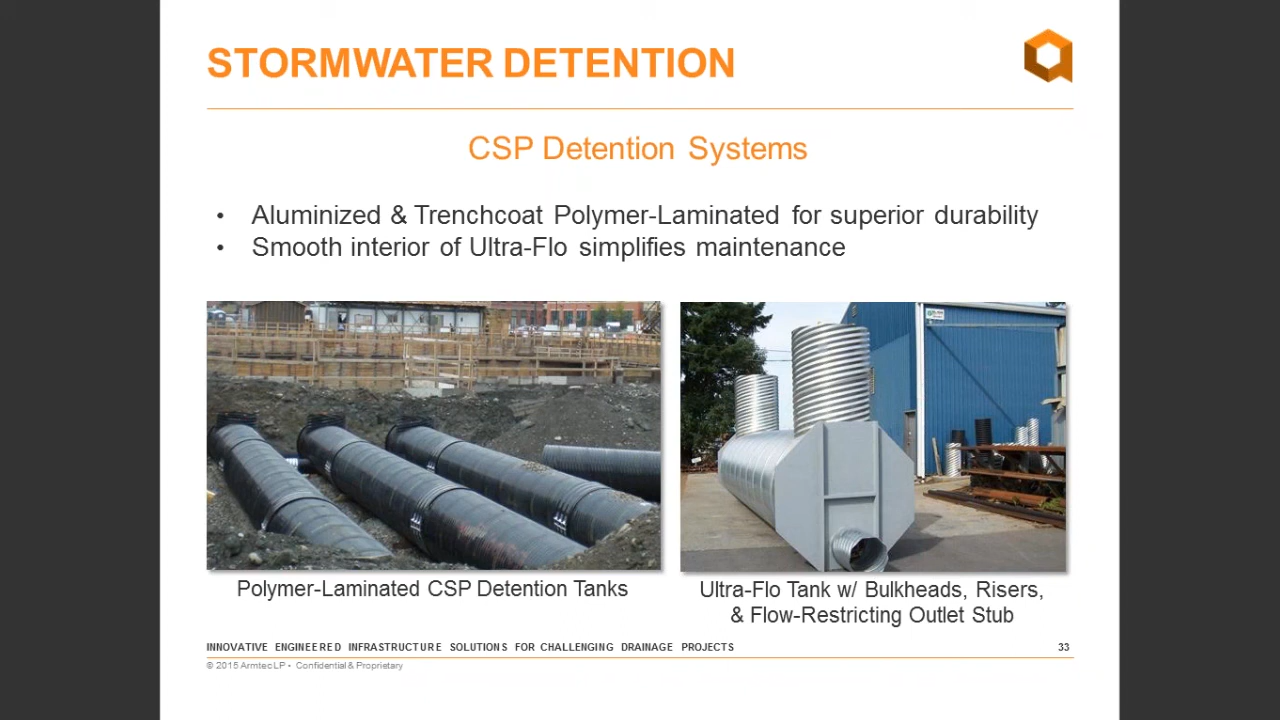 STORMWATER DETENTION
CSP Detention Systems
• Aluminized & Trenchcoat Polymer-Laminated for superior durability
• Smooth interior of Ultra-Flo simplifies maintenance
Polymer-Laminated CSP Detention Tanks
Ultra-Flo Tank w/ Bulkheads, Risers,
& Flow-Restricting Outlet Stub
INNOVATIVE ENGINEERED INFRASTRUCTURE SOLUTIONS FOR CHALLENGING DRAINAGE PROJECTS
33
© 2015 Armtec LP - Confidential & Proprietary